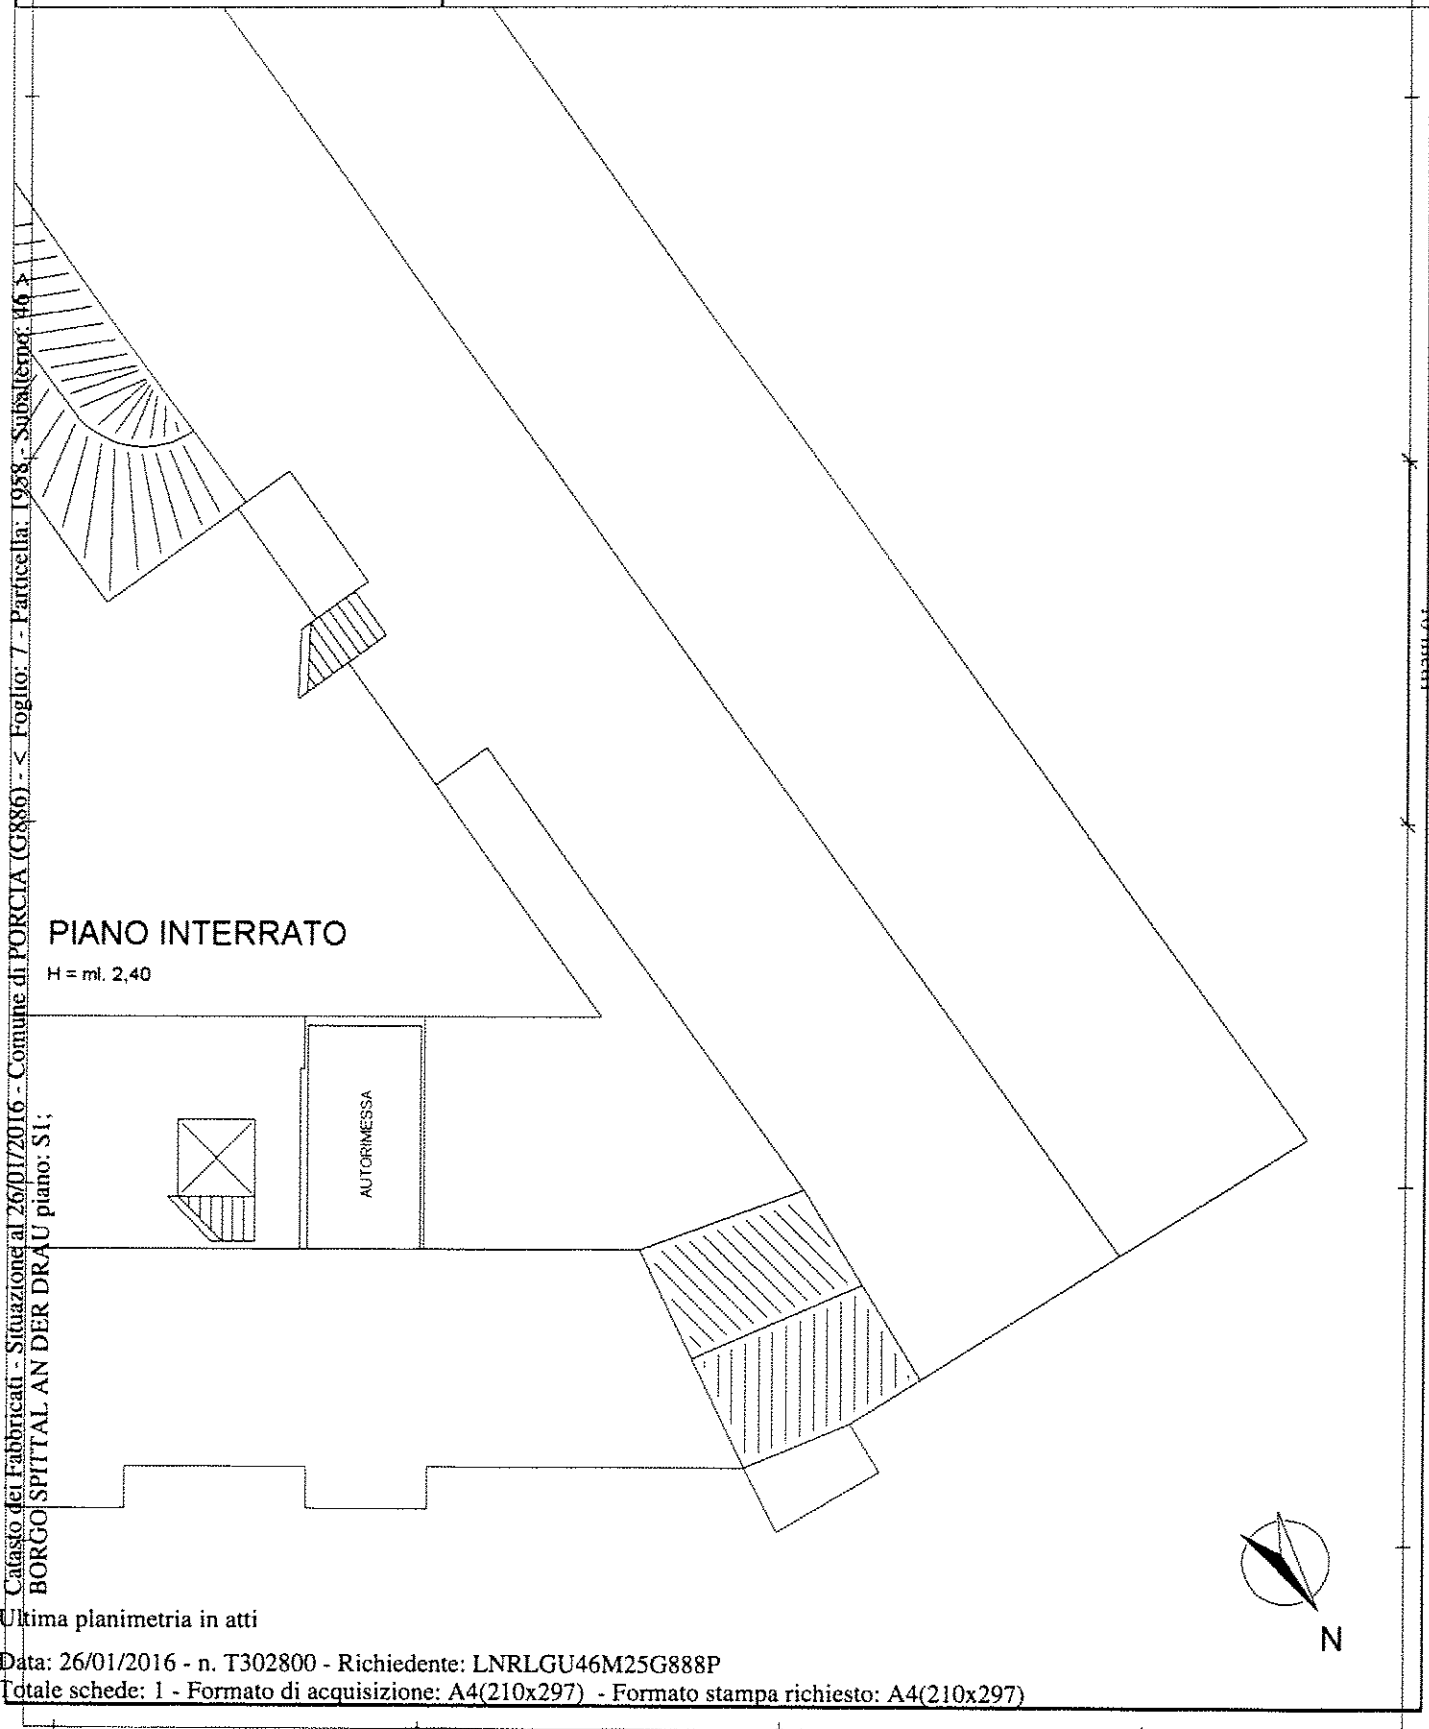 PIANO INTERRATO
H = ml. 2,40
AUTORIMESSA
Catasto dei Fabbricati - Situazione al 26/01/2016 - Comune di PORCIA (G886) - < Foglio: 7 - Particella: 1958 - Subalterno: 46 >
BORGO SPITTAL AN DER DRAU piano: S1;
N
Ultima planimetria in atti
Data: 26/01/2016 - n. T302800 - Richiedente: LNRLGU46M25G888P
Totale schede: 1 - Formato di acquisizione: A4(210x297) - Formato stampa richiesto: A4(210x297)